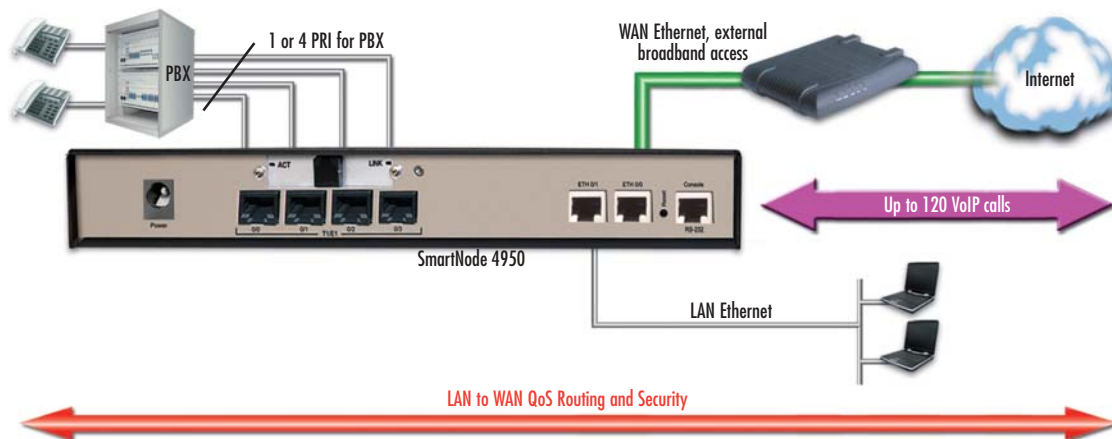 1 or 4 PRI for PBX
PBX
WAN Ethernet, external
broadband access
Internet
ACT
LINK
ETH 0/1
ETH 0/0
Reset
Console
Power
0/0
0/1
T1/E1
0/2
0/3
RS-232
Up to 120 VoIP calls
SmartNode 4950
LAN Ethernet
LAN to WAN QoS Routing and Security